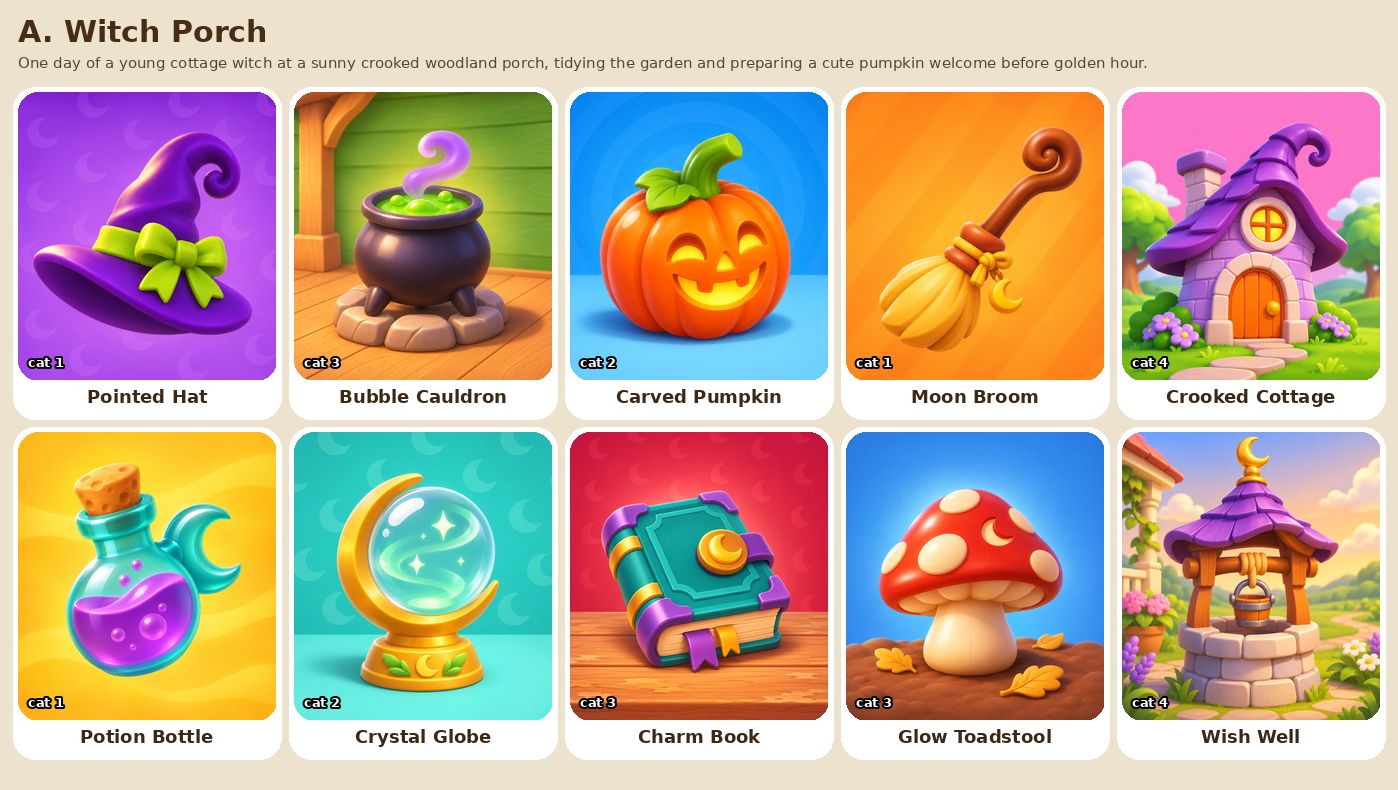 A. Witch Porch
One day of a young cottage witch at a sunny crooked woodland porch, tidying the garden and preparing a cute pumpkin welcome before golden hour.
cat 1
cat 3
cat 2
cat 1
cat 4
Pointed Hat
Bubble Cauldron
Carved Pumpkin
Moon Broom
Crooked Cottage
cat 1
cat 2
cat 3
cat 3
cat 4
Potion Bottle
Crystal Globe
Charm Book
Glow Toadstool
Wish Well